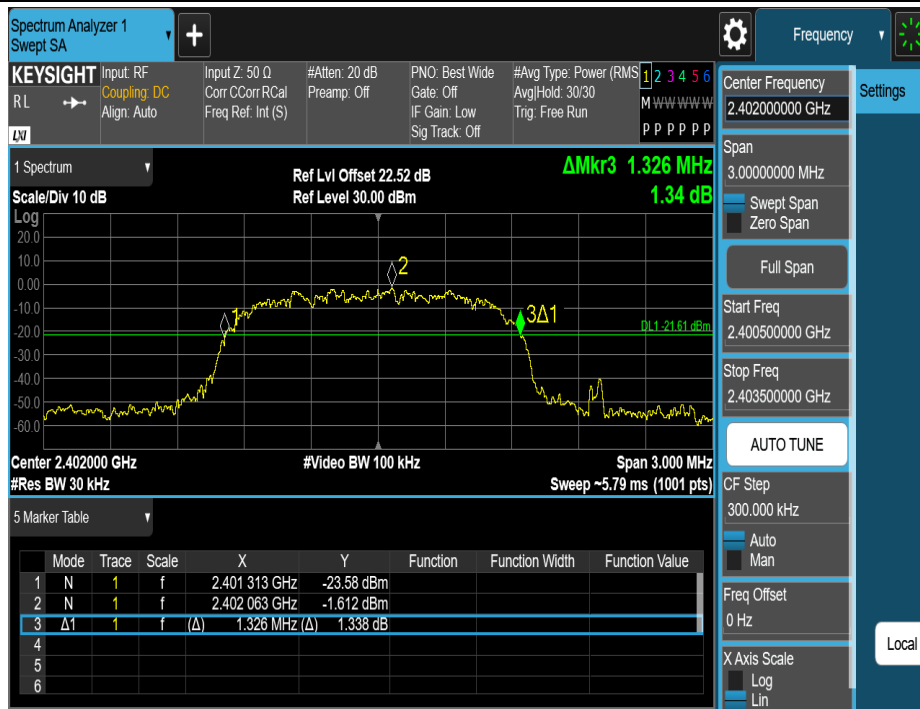 Spectrum Analyzer 1
Swept SA
+
Frequency
KEYSIGHT
RL
LXI
Input: RF
Coupling: DC
Align: Auto
Input Z: 50 Ω
Corr CCorr RCal
Freq Ref: Int (S)
#Atten: 20 dB
Preamp: Off
PNO: Best Wide
Gate: Off
IF Gain: Low
Sig Track: Off
#Avg Type: Power (RMS
Avg|Hold: 30/30
Trig: Free Run
1 2 3 4 5 6
M W W W W W
P P P P P P
1 Spectrum
Scale/Div 10 dB
Ref Lvl Offset 22.52 dB
Ref Level 30.00 dBm
ΔMkr3 1.326 MHz
1.34 dB
Log
20.0
10.0
0.00
-10.0
-20.0
-30.0
-40.0
-50.0
-60.0
1
2
3Δ1
DL1 -21.61 dBm
Center 2.402000 GHz
#Video BW 100 kHz
Span 3.000 MHz
#Res BW 30 kHz
Sweep ~5.79 ms (1001 pts)
5 Marker Table
Mode Trace Scale X Y Function Function Width Function Value
1 N 1 f 2.401 313 GHz -23.58 dBm
2 N 1 f 2.402 063 GHz -1.612 dBm
3 Δ1 1 f (Δ) 1.326 MHz (Δ) 1.338 dB
4
5
6
Center Frequency
2.402000000 GHz
Span
3.00000000 MHz
Swept Span
Zero Span
Full Span
Start Freq
2.400500000 GHz
Stop Freq
2.403500000 GHz
AUTO TUNE
CF Step
300.000 kHz
Auto
Man
Freq Offset
0 Hz
X Axis Scale
Log
Lin
Settings
Local